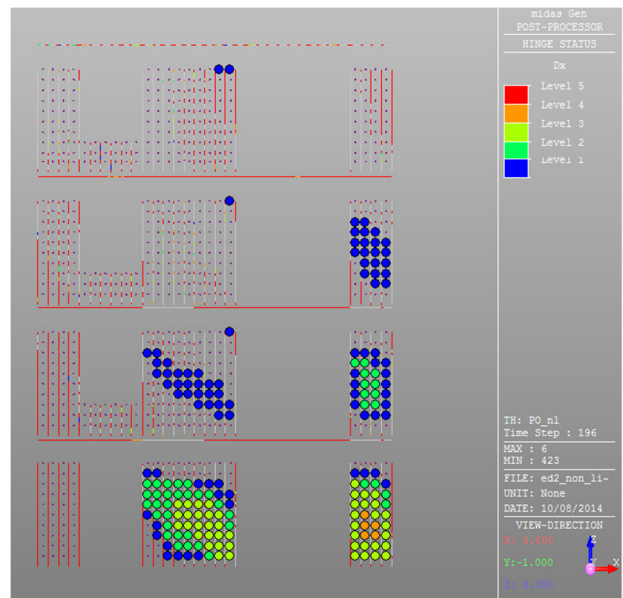 midas Gen
POST-PROCESSOR
HINGE STATUS
Dx
Level 5
Level 4
Level 3
Level 2
Level 1
TH: PO_nl
Time Step : 196
MAX : 6
MIN : 423
FILE: ed2_non_li-
UNIT: None
DATE: 10/08/2014
VIEW-DIRECTION
X: 0.000
Z
Y:-1.000
X
Z: 0.000